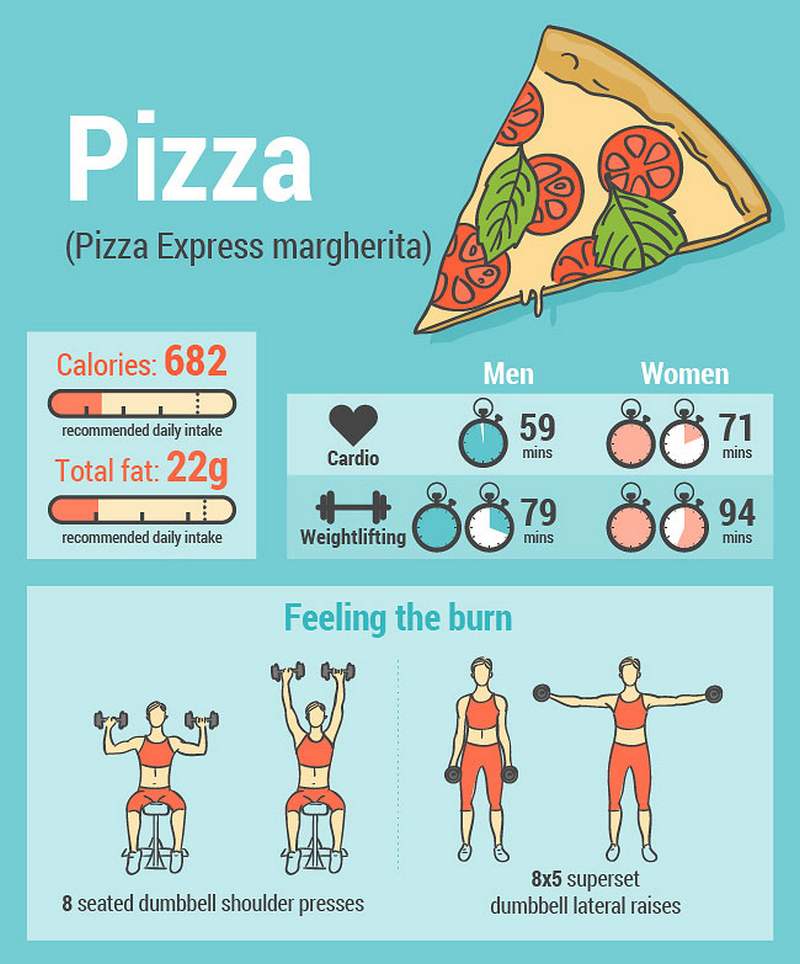 Pizza
(Pizza Express margherita)
Calories: 682
recommended daily intake
Total fat: 22g
recommended daily intake
Men Women
Cardio 59 mins 71 mins
Weightlifting 79 mins 94 mins
Feeling the burn
8 seated dumbbell shoulder presses
8x5 superset
dumbbell lateral raises